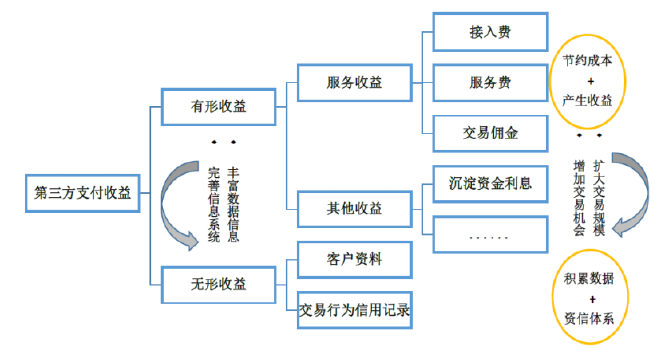 接入费
节约成本
+
产生收益
服务收益
服务费
有形收益
交易佣金
完善信息系统
丰富数据信息
增加交易机会
扩大交易规模
第三方支付收益
沉淀资金利息
其他收益
......
客户资料
无形收益
交易行为信用记录
积累数据
+
资信体系